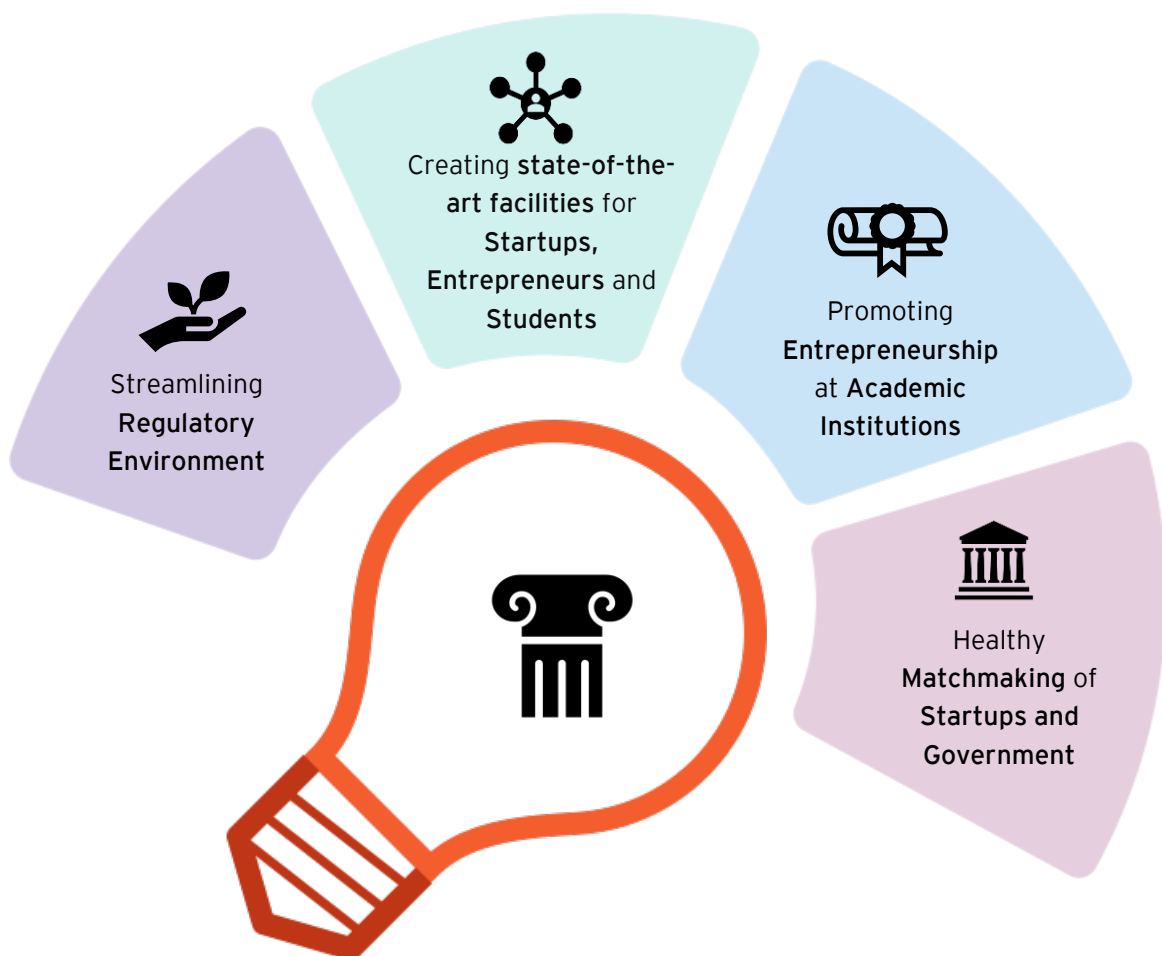 Streamlining
Regulatory
Environment
Creating state-of-the-
art facilities for
Startups,
Entrepreneurs and
Students
Promoting
Entrepreneurship
at Academic
Institutions
Healthy
Matchmaking of
Startups and
Government